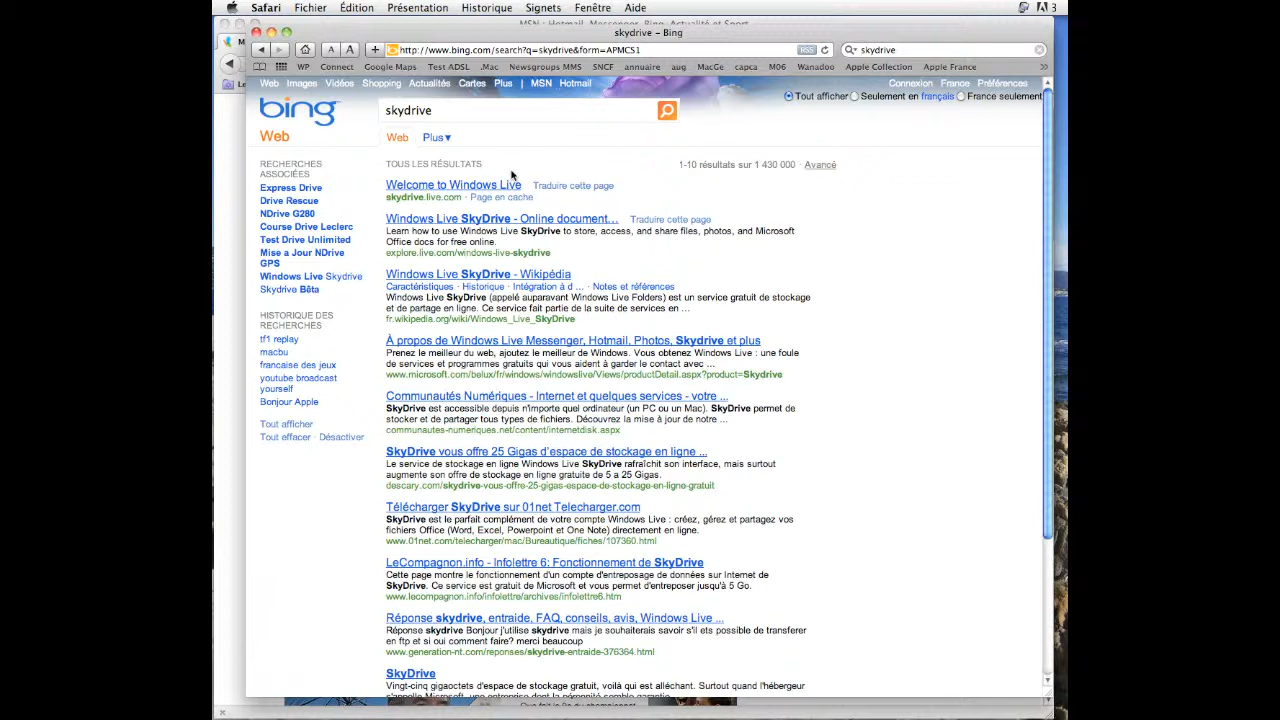 Safari Fichier Édition Présentation Historique Signets Fenêtre Aide 3
MSNs : Hotmail, Messenger, Bing, Actualité et Sport
skydrive – Bing
A A + http://www.bing.com/search?q=skydrive&form=APMCS1 RSS skydrive
WP Connect Google Maps Test ADSL .Mac Newsgroups MMS SNCF annuaire aug MacGe capca M06 Wanadoo Apple Collection Apple France »
Web Images Vidéos Shopping Actualités Cartes Plus | MSN Hotmail Connexion France Préférences
Tout afficher Seulement en français France seulement
bing skydrive
Web
Web Plus▼
RECHERCHES ASSOCIÉES
Express Drive
Drive Rescue
NDrive G280
Course Drive Leclerc
Test Drive Unlimited
Mise a Jour NDrive
GPS
Windows Live Skydrive
Skydrive Bêta
HISTORIQUE DES
RECHERCHES
tf1 replay
macbu
francaise des jeux
youtube broadcast
yourself
Bonjour Apple
Tout afficher
Tout effacer · Désactiver
TOUS LES RÉSULTATS 1-10 résultats sur 1 430 000 · Avancé
Welcome to Windows Live Traduire cette page
skydrive.live.com · Page en cache
Windows Live SkyDrive - Online document... Traduire cette page
Learn how to use Windows Live SkyDrive to store, access, and share files, photos, and Microsoft
Office docs for free online.
explore.live.com/windows-live-skydrive
Windows Live SkyDrive - Wikipédia
Caractéristiques · Historique · Intégration à d ... · Notes et références
Windows Live SkyDrive (appelé auparavant Windows Live Folders) est un service gratuit de stockage
et de partage en ligne. Ce service fait partie de la suite de services en ...
fr.wikipedia.org/wiki/Windows_Live_SkyDrive
À propos de Windows Live Messenger, Hotmail, Photos, Skydrive et plus
Prenez le meilleur du web, ajoutez le meilleur de Windows. Vous obtenez Windows Live : une foule
de services et programmes gratuits qui vous aident à garder le contact avec ...
www.microsoft.com/belux/fr/windows/windowslive/Views/productDetail.aspx?product=Skydrive
Communautés Numériques - Internet et quelques services - votre ...
SkyDrive est accessible depuis n'importe quel ordinateur (un PC ou un Mac). SkyDrive permet de
stocker et de partager tous types de fichiers. Découvrez la mise à jour de notre ...
communautes-numeriques.net/content/internetdisk.aspx
SkyDrive vous offre 25 Gigas d'espace de stockage en ligne ...
Le service de stockage en ligne Windows Live SkyDrive rafraîchit son interface, mais surtout
augmente son offre de stockage en ligne gratuite de 5 a 25 Gigas.
descary.com/skydrive-vous-offre-25-gigas-espace-de-stockage-en-ligne-gratuit
Télécharger SkyDrive sur 01net Telecharger.com
SkyDrive est le parfait complément de votre compte Windows Live : créez, gérez et partagez vos
fichiers Office (Word, Excel, Powerpoint et One Note) directement en ligne.
www.01net.com/telecharger/mac/Bureautique/fiches/107360.html
LeCompagnon.info - Infolettre 6: Fonctionnement de SkyDrive
Cette page montre le fonctionnement d'un compte d'entreposage de données sur Internet de
SkyDrive. Ce service est gratuit de Microsoft et vous permet d'entreposer jusqu'à 5 Go.
www.lecompagnon.info/infolettre/archives/infolettre6.htm
Réponse skydrive, entraide, FAQ, conseils, avis, Windows Live ...
Réponse skydrive Bonjour j'utilise skydrive mais je souhaiterais savoir s'il ets possible de transferer
en ftp et si oui comment faire? merci beaucoup
www.generation-nt.com/reponses/skydrive-entraide-376364.html
SkyDrive
Vingt-cinq gigaoctets d'espace de stockage gratuit, voilà qui est alléchant. Surtout quand l'hébergeur